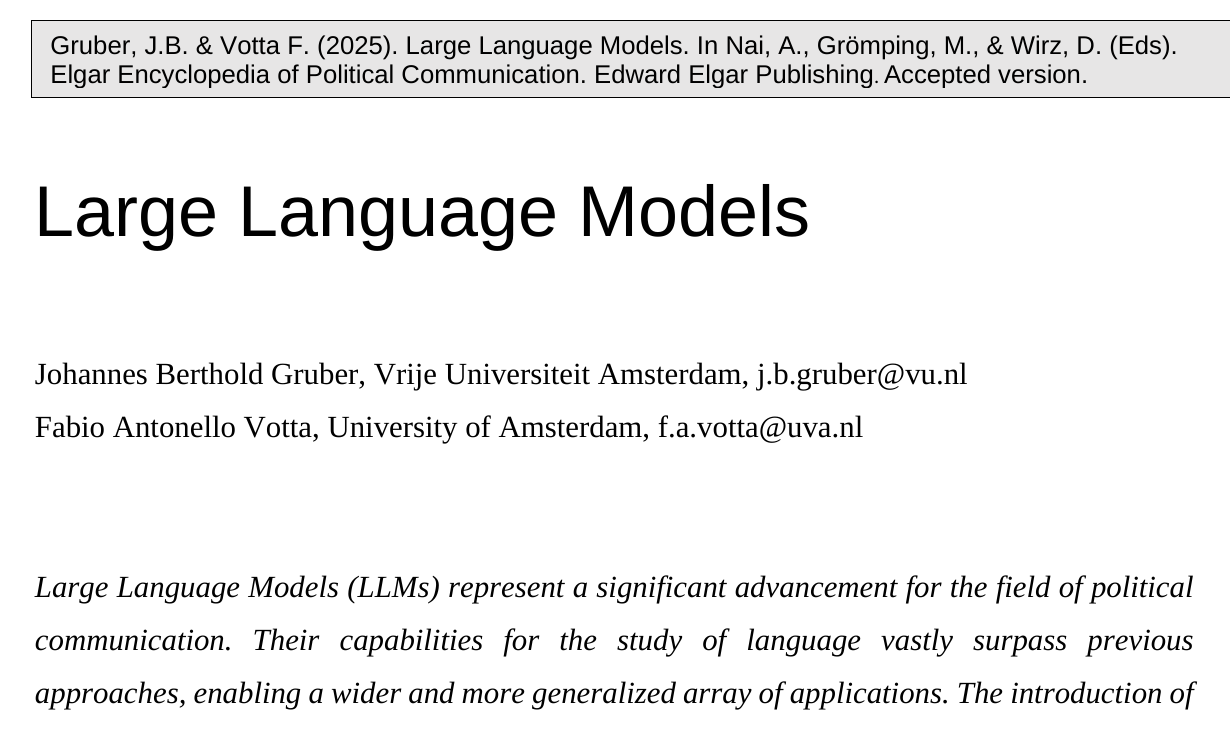 Gruber, J.B. & Votta F. (2025). Large Language Models. In Nai, A., Grömping, M., & Wirz, D. (Eds).
Elgar Encyclopedia of Political Communication. Edward Elgar Publishing. Accepted version.
Large Language Models
Johannes Berthold Gruber, Vrije Universiteit Amsterdam, j.b.gruber@vu.nl
Fabio Antonello Votta, University of Amsterdam, f.a.votta@uva.nl
Large Language Models (LLMs) represent a significant advancement for the field of political
communication. Their capabilities for the study of language vastly surpass previous
approaches, enabling a wider and more generalized array of applications. The introduction of